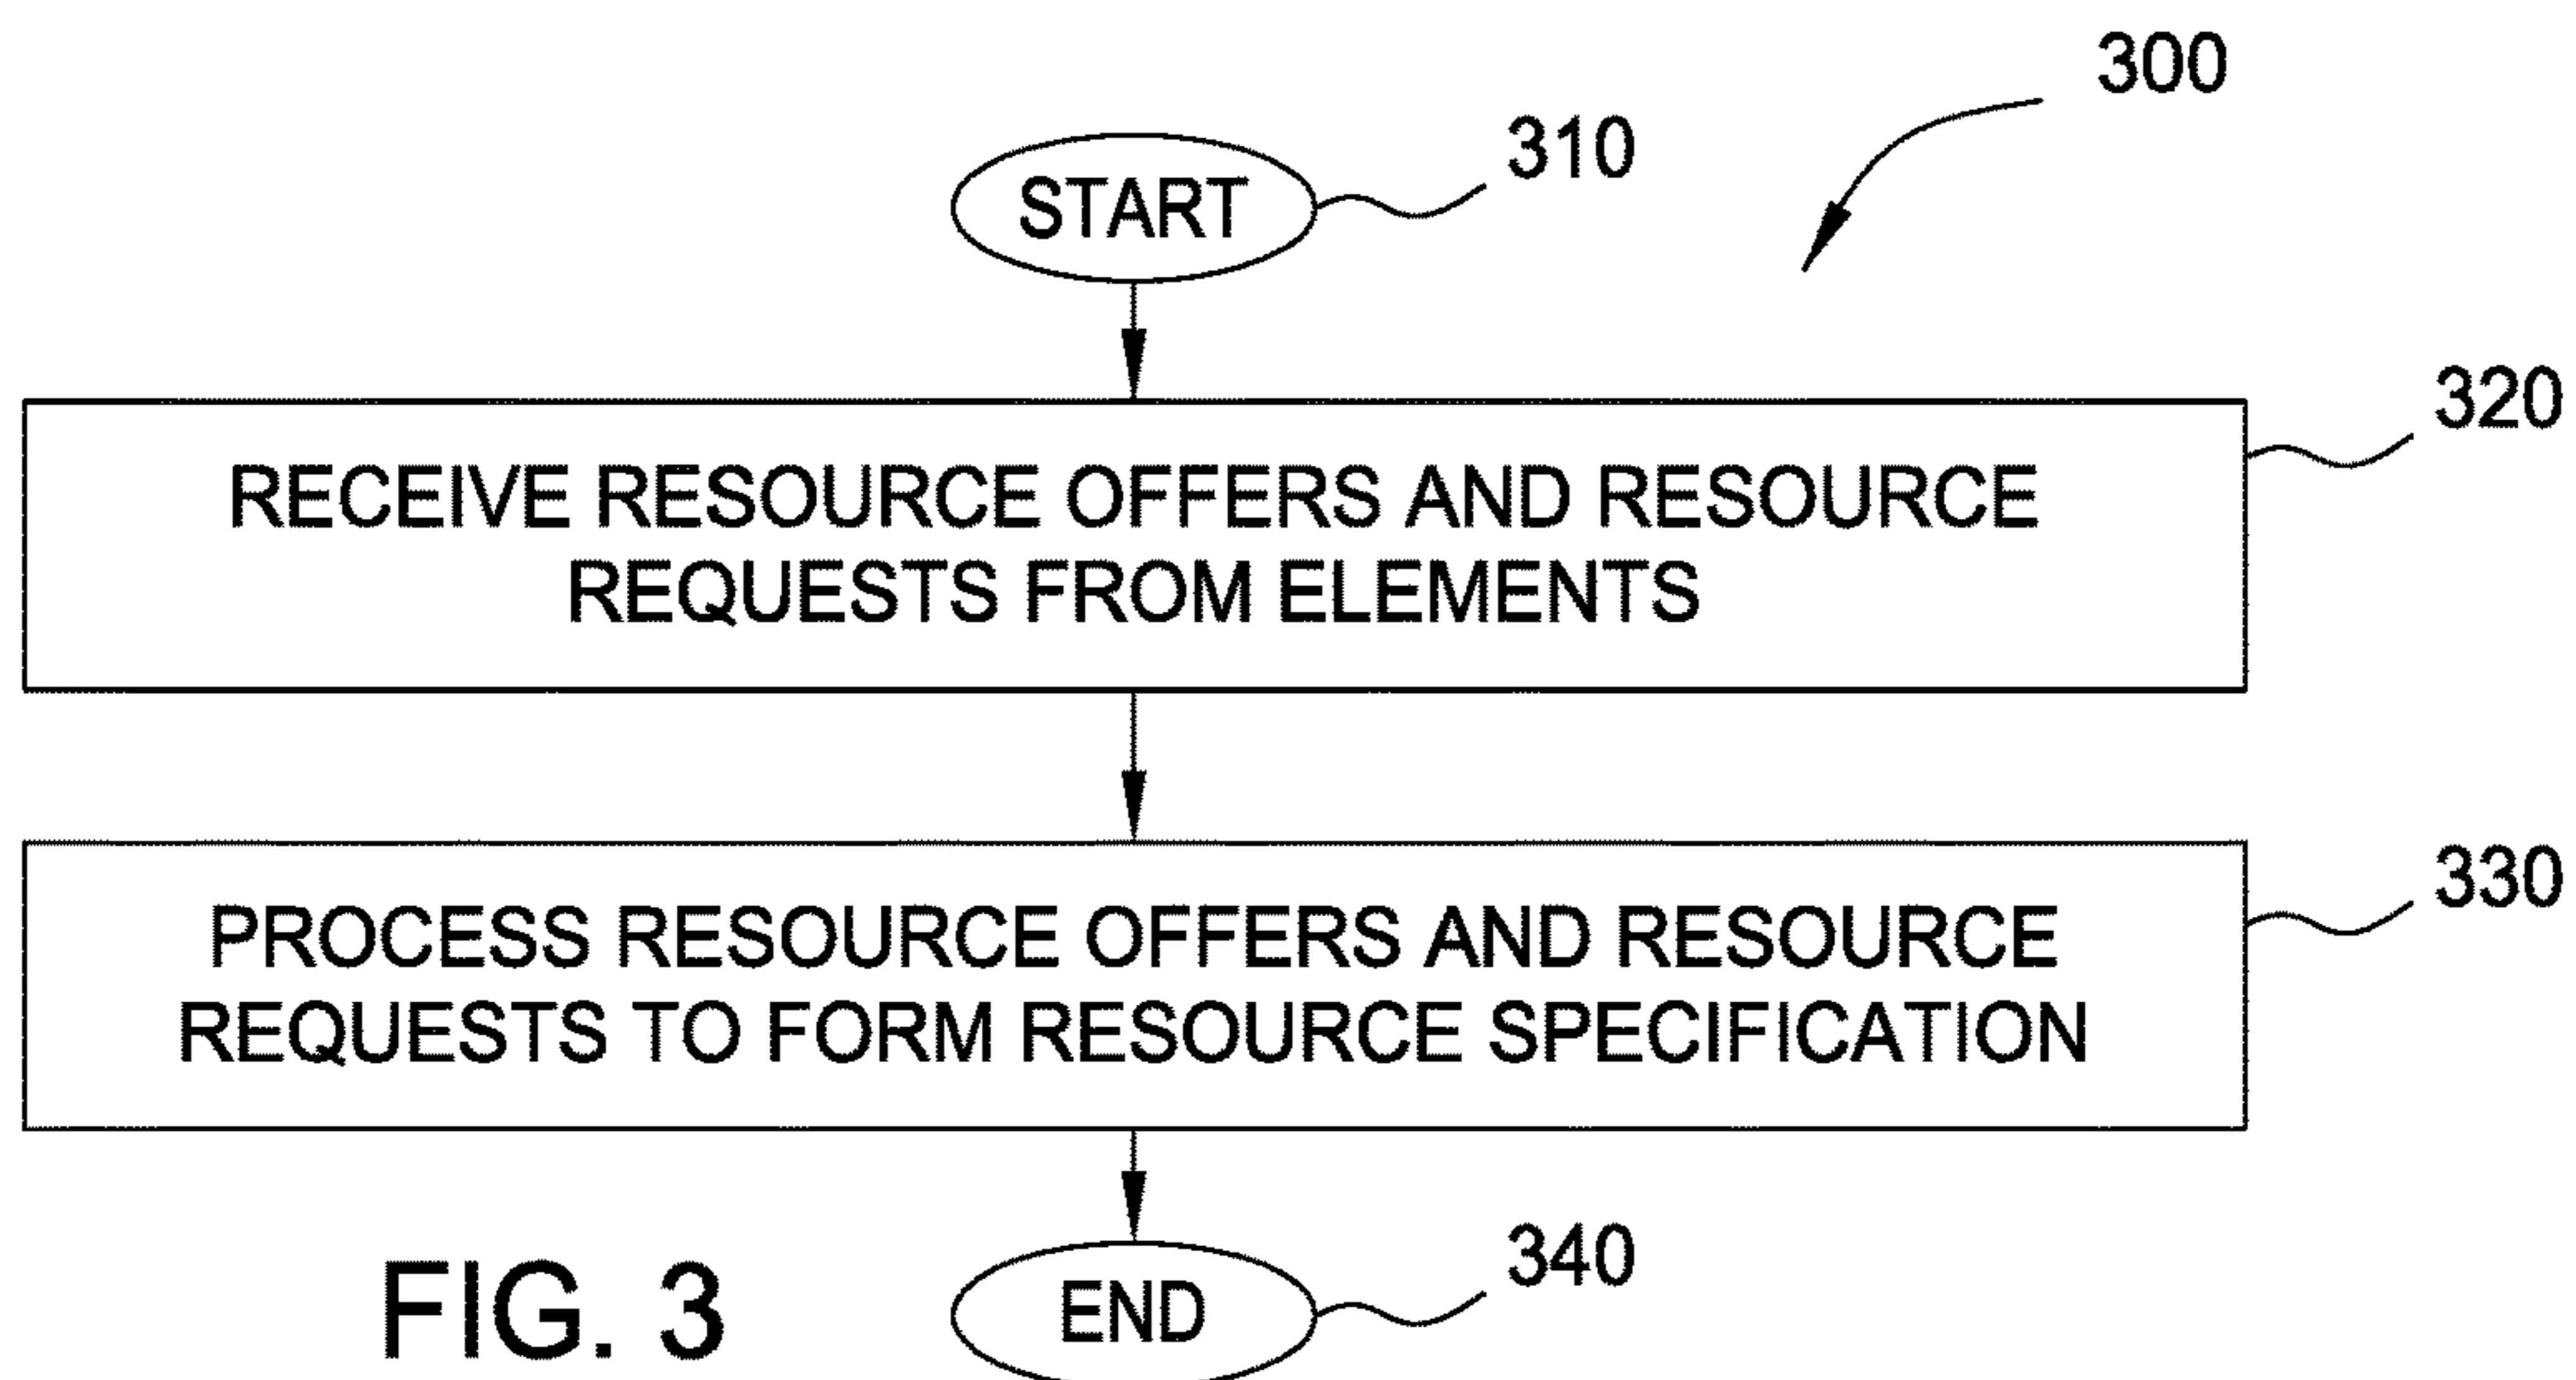 300
START
310
RECEIVE RESOURCE OFFERS AND RESOURCE
REQUESTS FROM ELEMENTS
320
PROCESS RESOURCE OFFERS AND RESOURCE
REQUESTS TO FORM RESOURCE SPECIFICATION
330
END
340
FIG. 3